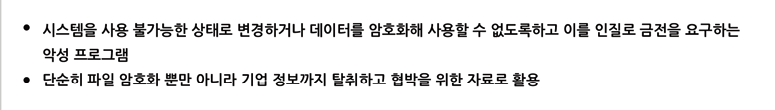 • 시스템을 사용 불가능한 상태로 변경하거나 데이터를 암호화해 사용할 수 없도록하고 이를 인질로 금전을 요구하는
악성 프로그램
• 단순히 파일 암호화 뿐만 아니라 기업 정보까지 탈취하고 협박을 위한 자료로 활용